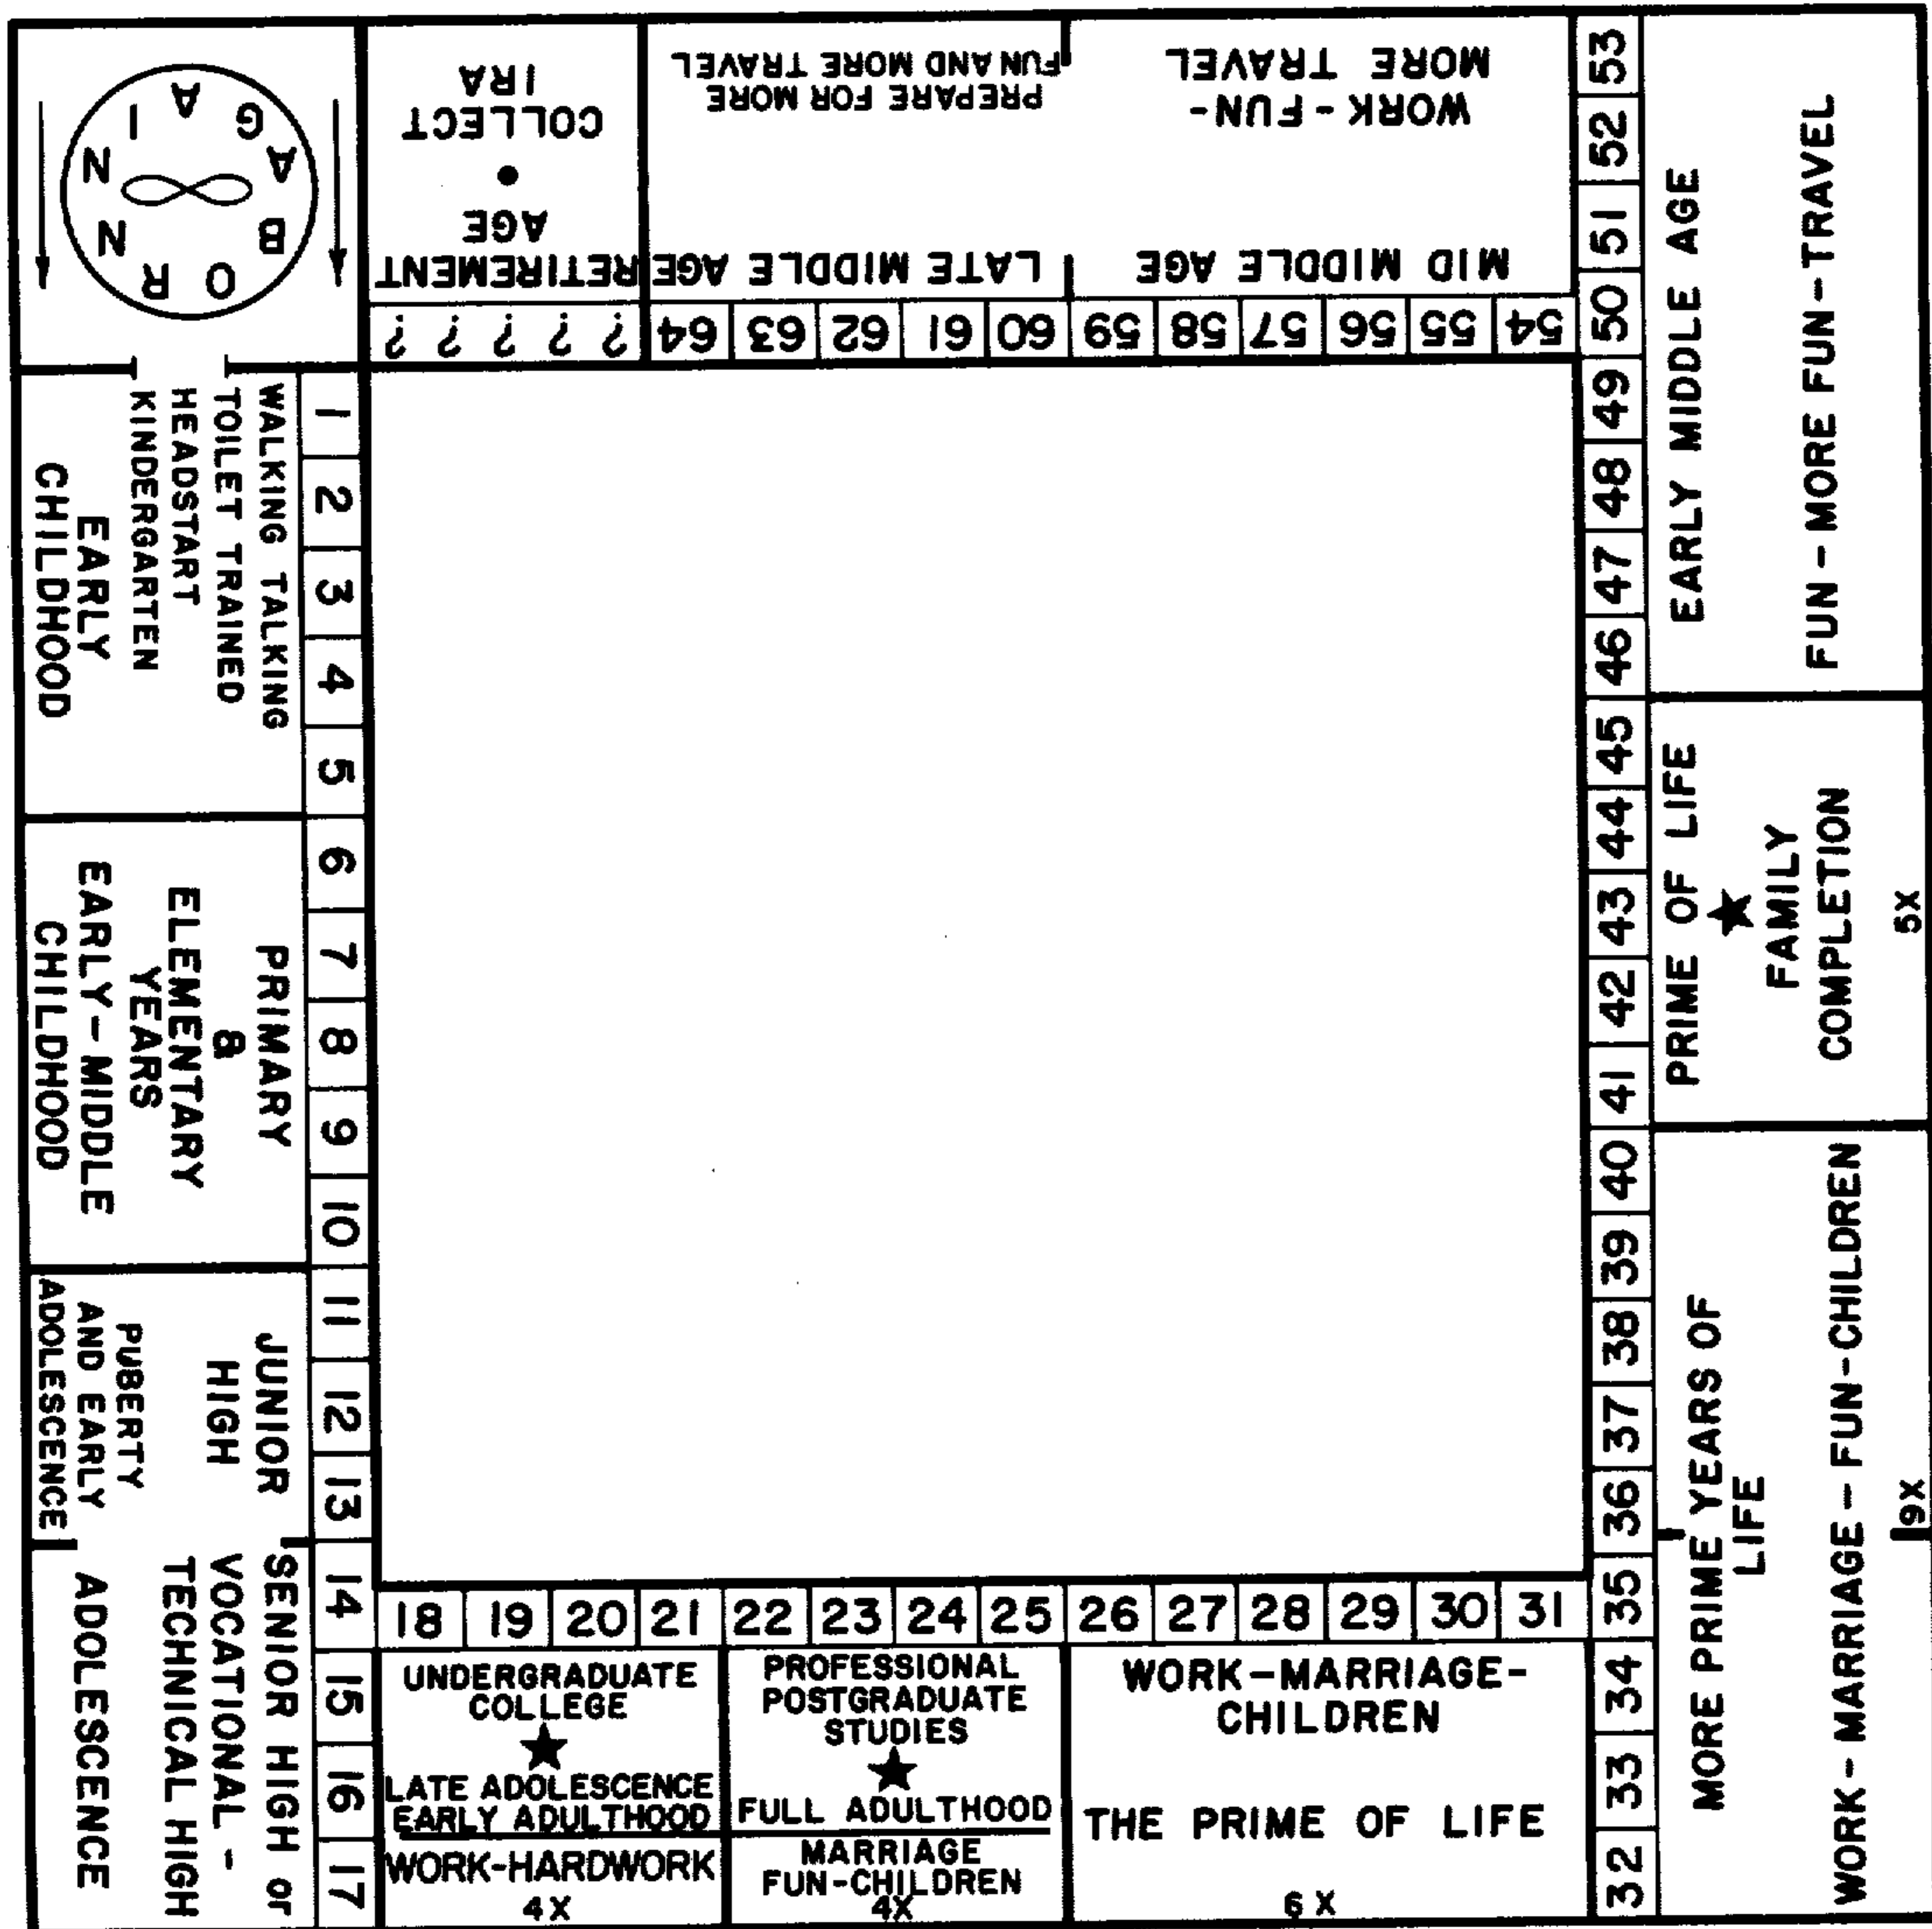 BORN AGAIN
WALKING TALKING
TOILET TRAINED
HEADSTART
KINDERGARTEN
EARLY
CHILDHOOD
1
2
3
4
5
PRIMARY
&
ELEMENTARY
YEARS
EARLY-MIDDLE
CHILDHOOD
6
7
8
9
10
JUNIOR
HIGH
PUBERTY
AND EARLY
ADOLESCENCE
11
12
13
SENIOR HIGH or
VOCATIONAL -
TECHNICAL HIGH
ADOLESCENCE
14
15
16
17
18 19 20 21 22 23 24 25 26 27 28 29 30 31
UNDERGRADUATE
COLLEGE
★
LATE ADOLESCENCE
EARLY ADULTHOOD
WORK-HARDWORK
4X
PROFESSIONAL
POSTGRADUATE
STUDIES
★
FULL ADULTHOOD
MARRIAGE
FUN-CHILDREN
4X
WORK-MARRIAGE-
CHILDREN
THE PRIME OF LIFE
6X
32 33 34 35 36 37 38 39 40 41 42 43 44 45 46 47 48 49 50 51 52 53
MORE PRIME YEARS OF
LIFE
WORK - MARRIAGE - FUN-CHILDREN
9X
PRIME OF LIFE
★
FAMILY
COMPLETION
5X
EARLY MIDDLE AGE
FUN - MORE FUN - TRAVEL
54 55 56 57 58 59 60 61 62 63 64 ? ? ? ? ?
MID MIDDLE AGE
WORK - FUN-
MORE TRAVEL
LATE MIDDLE AGE
PREPARE FOR MORE
FUN AND MORE TRAVEL
RETIREMENT
AGE
•
COLLECT
IRA